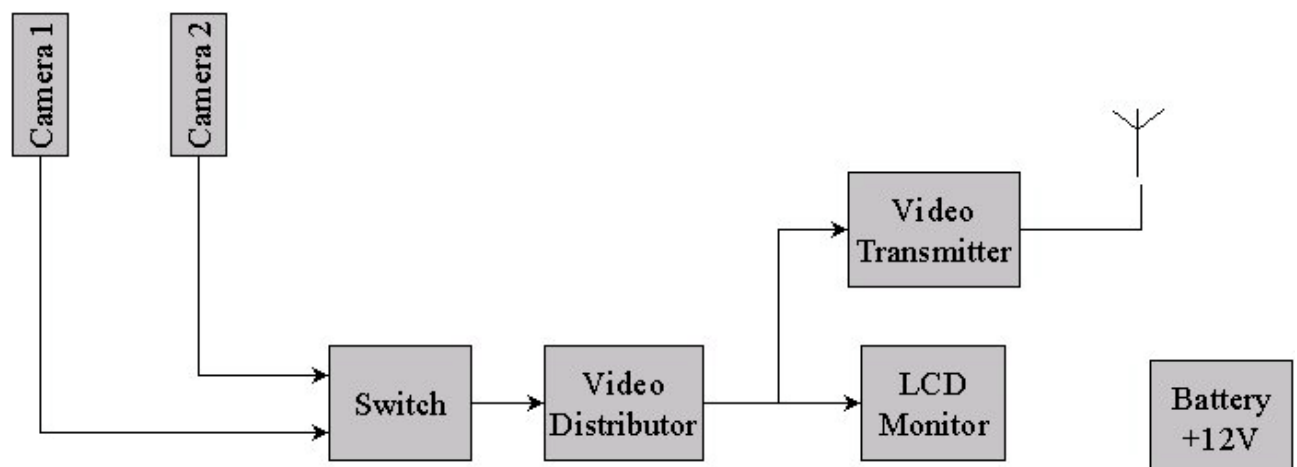 Camera 1
Camera 2
Video
Transmitter
Switch
Video
Distributor
LCD
Monitor
Battery
+12V